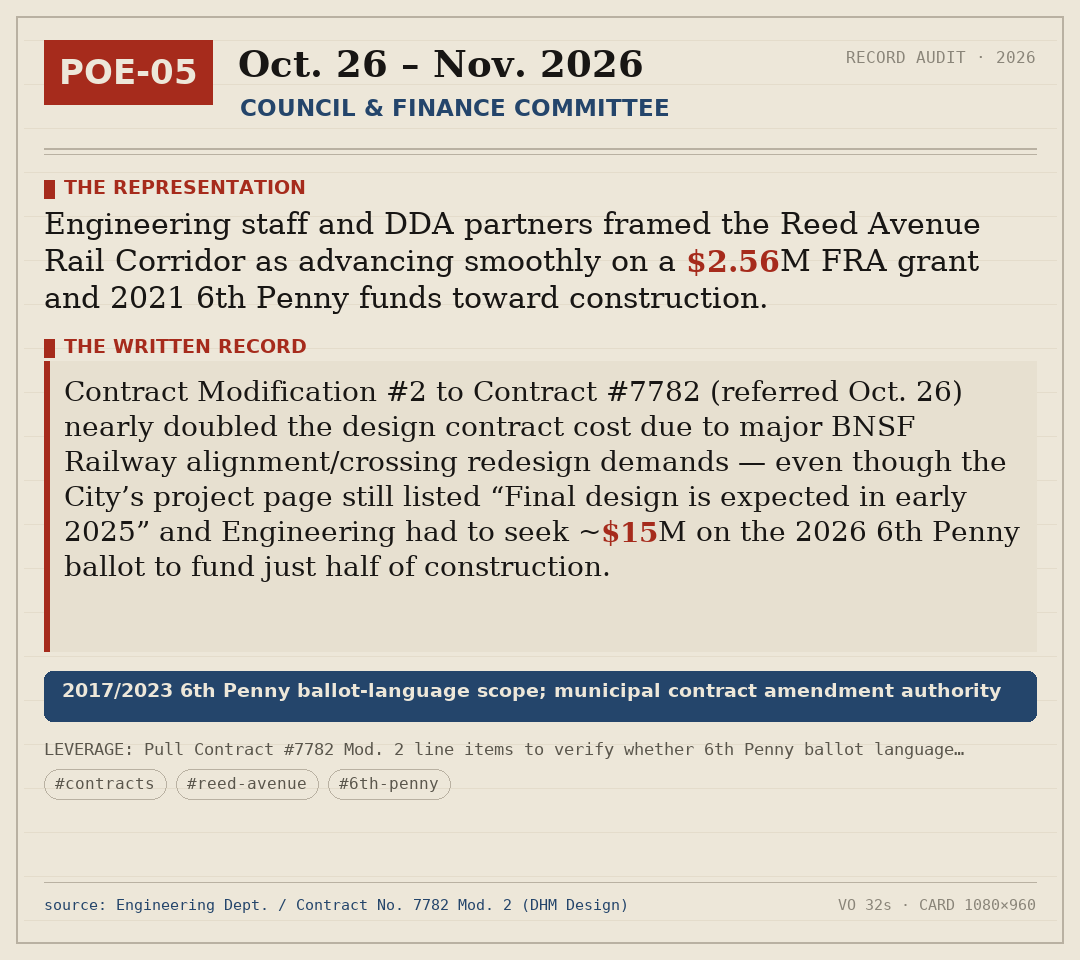 POE-05
Oct. 26 – Nov. 2026
RECORD AUDIT · 2026
COUNCIL & FINANCE COMMITTEE
THE REPRESENTATION
Engineering staff and DDA partners framed the Reed Avenue
Rail Corridor as advancing smoothly on a $2.56M FRA grant
and 2021 6th Penny funds toward construction.
THE WRITTEN RECORD
Contract Modification #2 to Contract #7782 (referred Oct. 26)
nearly doubled the design contract cost due to major BNSF
Railway alignment/crossing redesign demands — even though the
City’s project page still listed “Final design is expected in early
2025” and Engineering had to seek ~$15M on the 2026 6th Penny
ballot to fund just half of construction.
2017/2023 6th Penny ballot-language scope; municipal contract amendment authority
LEVERAGE: Pull Contract #7782 Mod. 2 line items to verify whether 6th Penny ballot language…
#contracts #reed-avenue #6th-penny
source: Engineering Dept. / Contract No. 7782 Mod. 2 (DHM Design)
VO 32s · CARD 1080×960